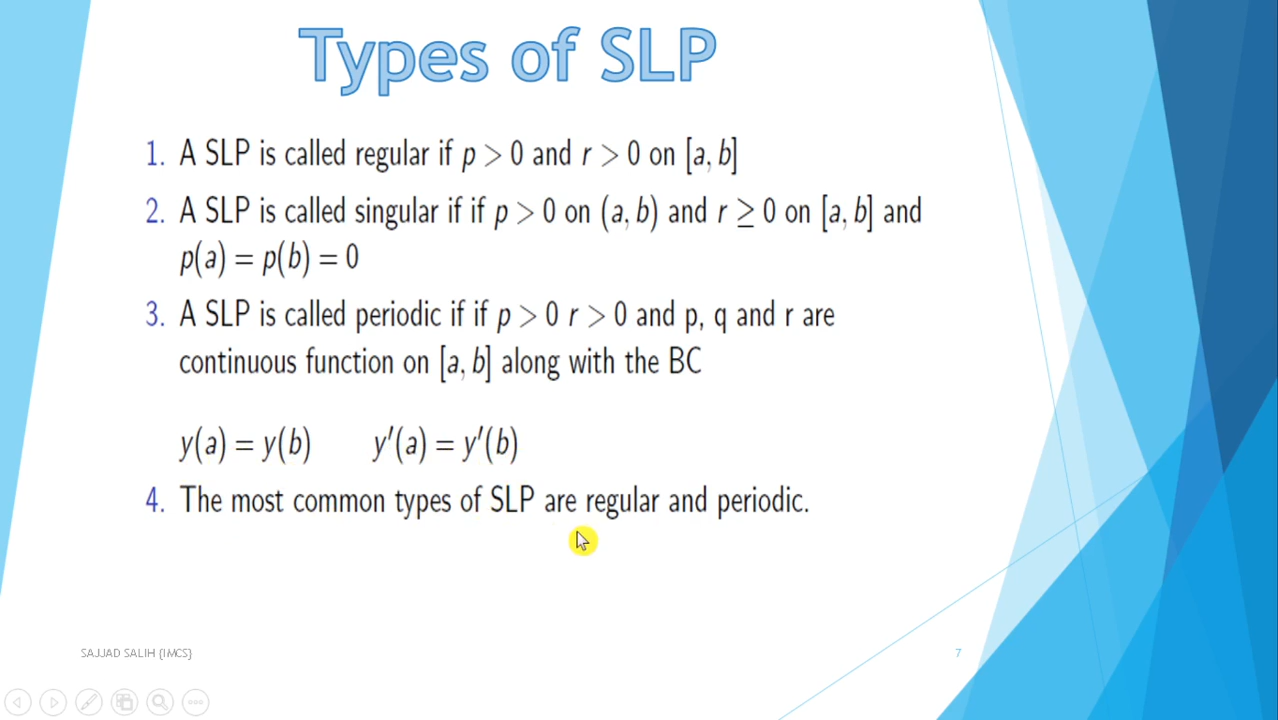 Types of SLP
1. A SLP is called regular if p > 0 and r > 0 on [a, b]
2. A SLP is called singular if if p > 0 on (a, b) and r ≥ 0 on [a, b] and
p(a) = p(b) = 0
3. A SLP is called periodic if if p > 0 r > 0 and p, q and r are
continuous function on [a, b] along with the BC
y(a) = y(b) y′(a) = y′(b)
4. The most common types of SLP are regular and periodic.
SAJJAD SALIH {IMCS}
7